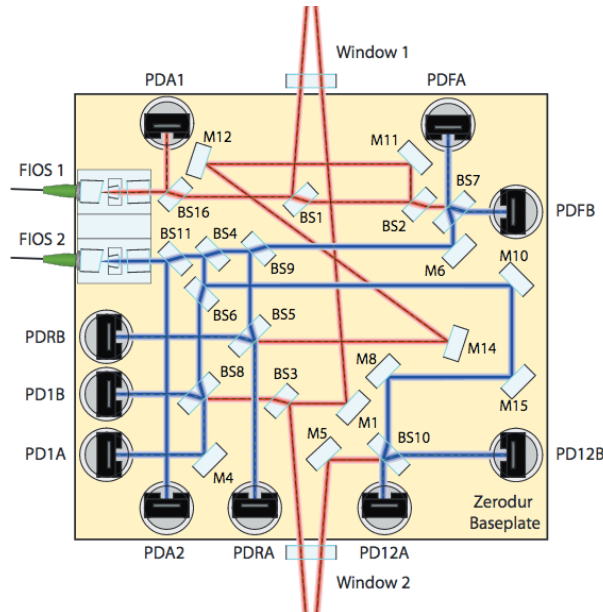 Window 1
PDA1
PDFA
M12
M11
FIOS 1
BS7
BS16
BS1
BS2
PDFB
FIOS 2
BS11
BS4
BS9
M6
M10
BS6
BS5
PDRB
M14
M8
BS8
BS3
PD1B
M15
M1
M5
BS10
PD1A
M4
PD12B
Zerodur
Baseplate
PDA2
PDRA
PD12A
Window 2